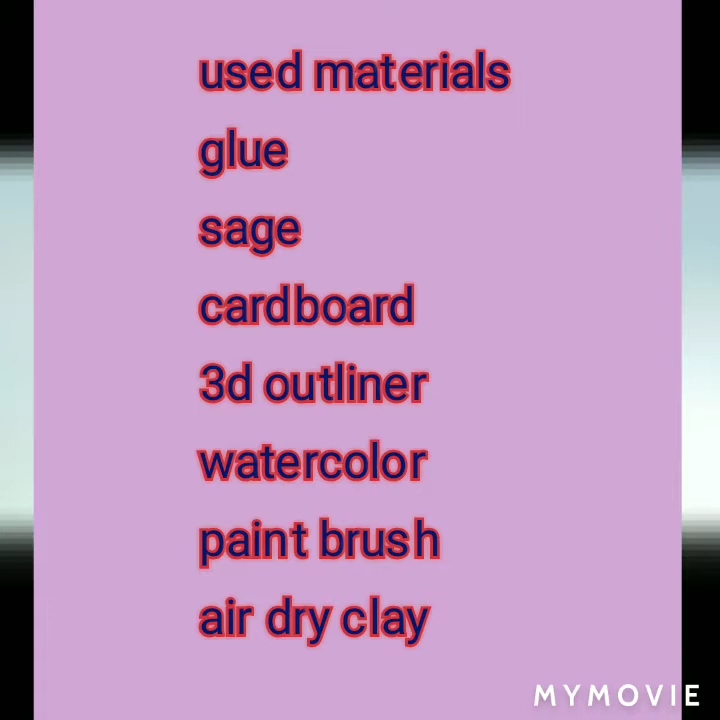 used materials
glue
sage
cardboard
3d outliner
watercolor
paint brush
air dry clay
MYMOVIE